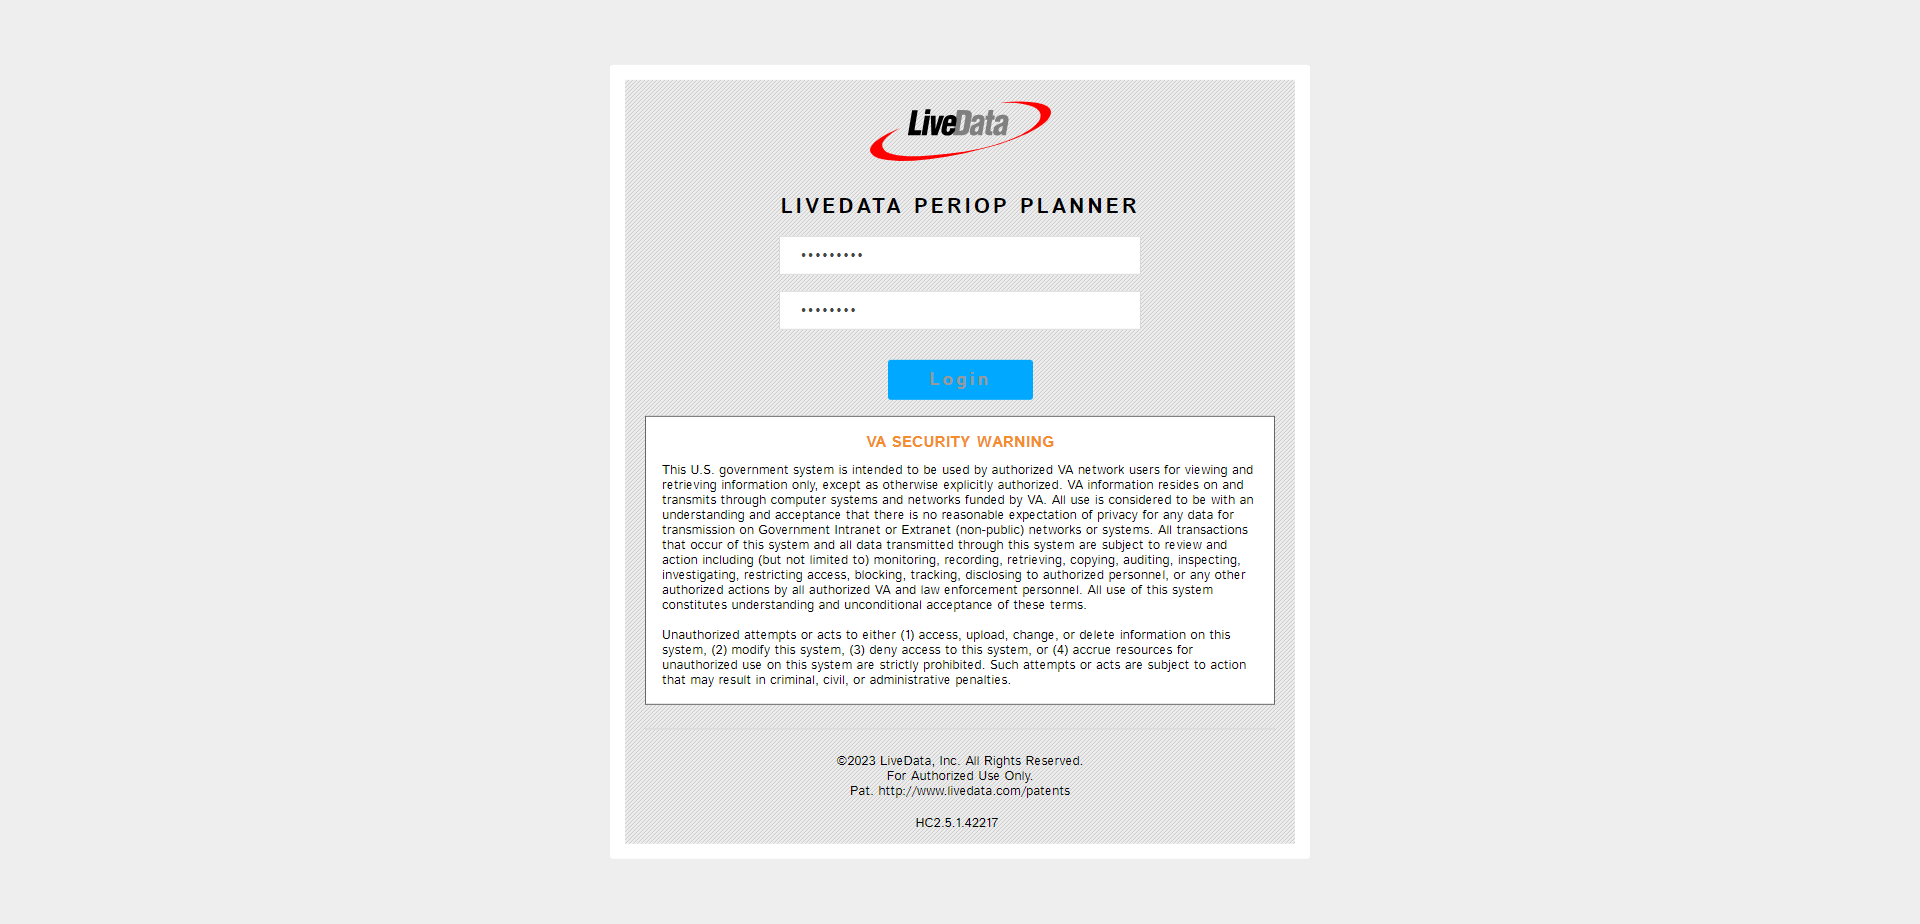 LiveData
LIVEDATA PERIOP PLANNER
•••••••••
••••••••
Login
VA SECURITY WARNING
This U.S. government system is intended to be used by authorized VA network users for viewing and
retrieving information only, except as otherwise explicitly authorized. VA information resides on and
transmits through computer systems and networks funded by VA. All use is considered to be with an
understanding and acceptance that there is no reasonable expectation of privacy for any data for
transmission on Government Intranet or Extranet (non-public) networks or systems. All transactions
that occur of this system and all data transmitted through this system are subject to review and
action including (but not limited to) monitoring, recording, retrieving, copying, auditing, inspecting,
investigating, restricting access, blocking, tracking, disclosing to authorized personnel, or any other
authorized actions by all authorized VA and law enforcement personnel. All use of this system
constitutes understanding and unconditional acceptance of these terms.
Unauthorized attempts or acts to either (1) access, upload, change, or delete information on this
system, (2) modify this system, (3) deny access to this system, or (4) accrue resources for
unauthorized use on this system are strictly prohibited. Such attempts or acts are subject to action
that may result in criminal, civil, or administrative penalties.
©2023 LiveData, Inc. All Rights Reserved.
For Authorized Use Only.
Pat. http://www.livedata.com/patents
HC2.5.1.42217